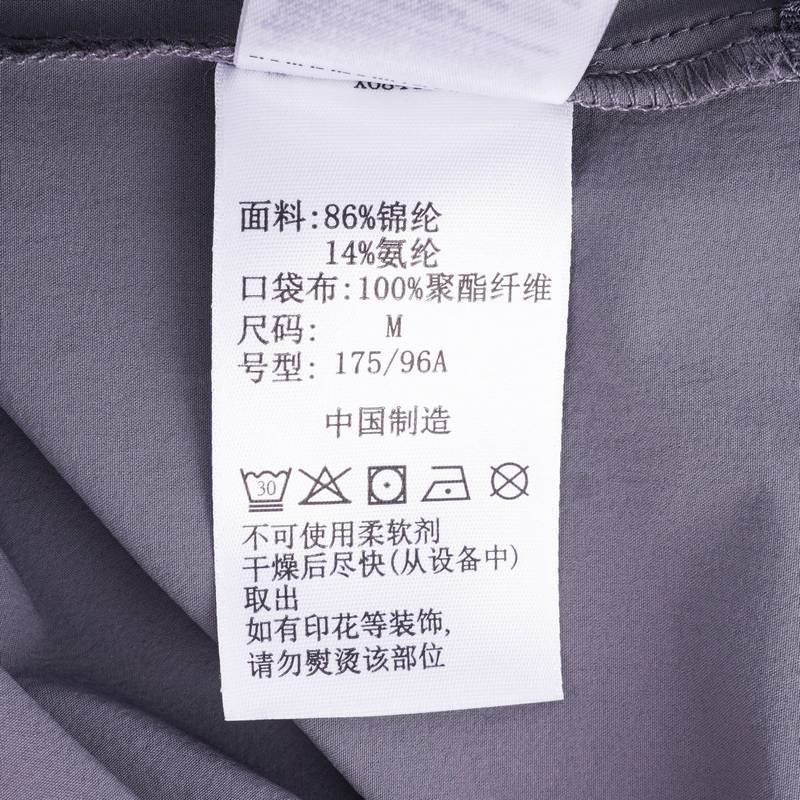 面料:86%锦纶
14%氨纶
口袋布:100%聚酯纤维
尺码: M
号型: 175/96A
中国制造
30
不可使用柔软剂
干燥后尽快(从设备中)
取出
如有印花等装饰,
请勿熨烫该部位